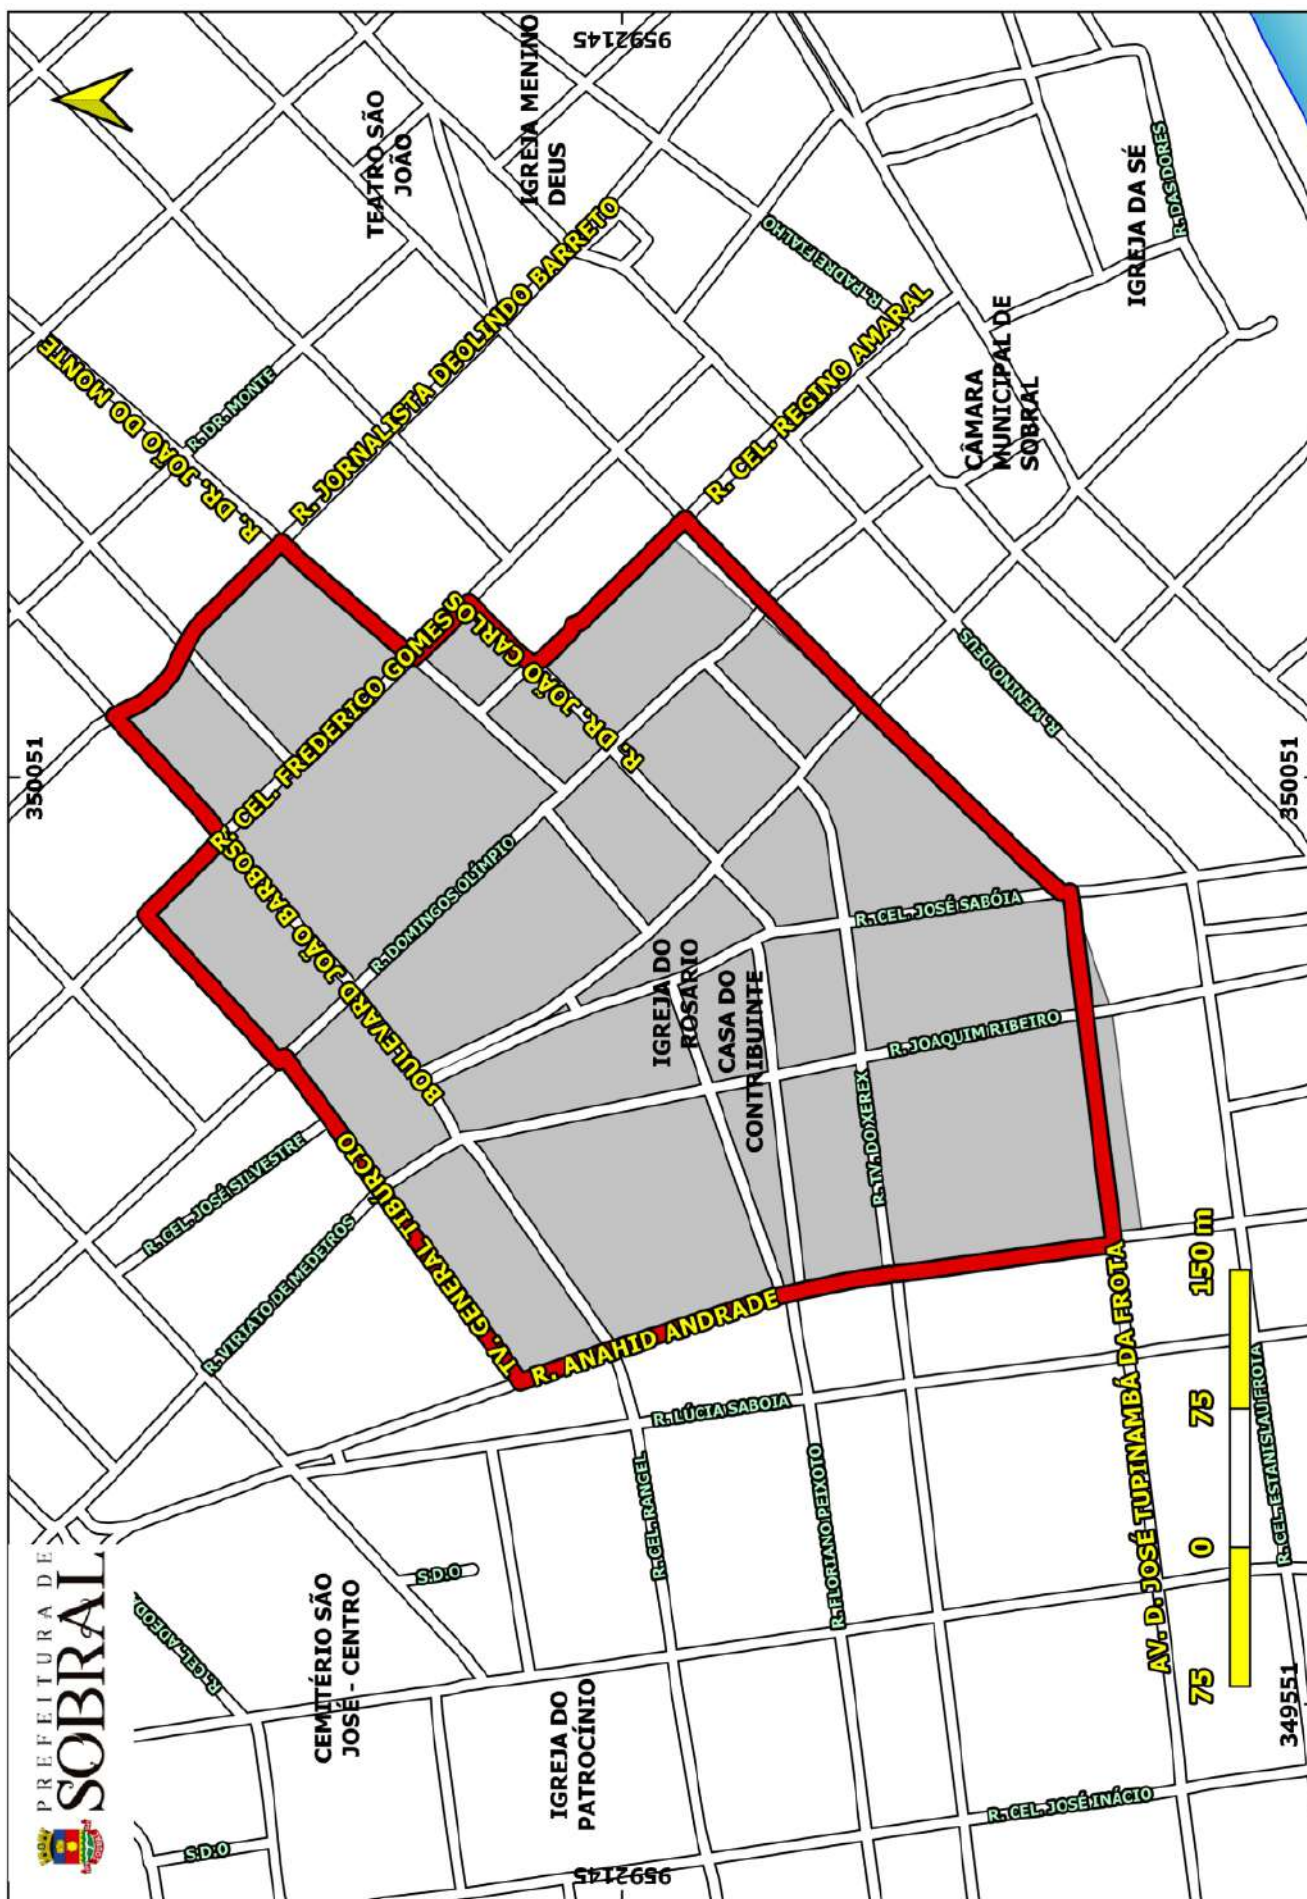 PREFEITURA DE
SOBRAL
350051
350051
349551
9592145
9592145
CEMITÉRIO SÃO
JOSÉ - CENTRO
IGREJA DO
PATROCÍNIO
TEATRO SÃO
JOÃO
IGREJA MENINO
DEUS
IGREJA DA SÉ
CÂMARA
MUNICIPAL DE
SOBRAL
IGREJA DO
ROSÁRIO
CASA DO
CONTRIBUINTE
R. DR. JOÃO DO MONTE
R. DR. MONTE
R. JORNALISTA DEOLINDO BARRETO
R. PADRE FIALHO
R. CEL. REGINO AMARAL
R. DAS DORES
R. CEL. FREDERICO GOMES
R. DR. JOÃO CARLOS
BOULEVARD JOÃO BARBOSA
R. DOMINGOS OLÍMPIO
R. MENINO DEUS
R. CEL. JOSÉ SABÓIA
R. JOAQUIM RIBEIRO
R. TV. DO XEREX
R. CEL. JOSÉ SILVESTRE
R. VIRIATO DE MEDEIROS
TV. GENERAL TIBÚRCIO
R. ANAHID ANDRADE
R. LÚCIA SABOIA
R. CEL. RANGEL
R. FLORIANO PEIXOTO
AV. D. JOSÉ TUPINAMBÁ DA FROTA
R. CEL. ESTANISLAU FROTA
R. CEL. JOSÉ INÁCIO
S.D.O
S.D.O
75 0 75 150 m